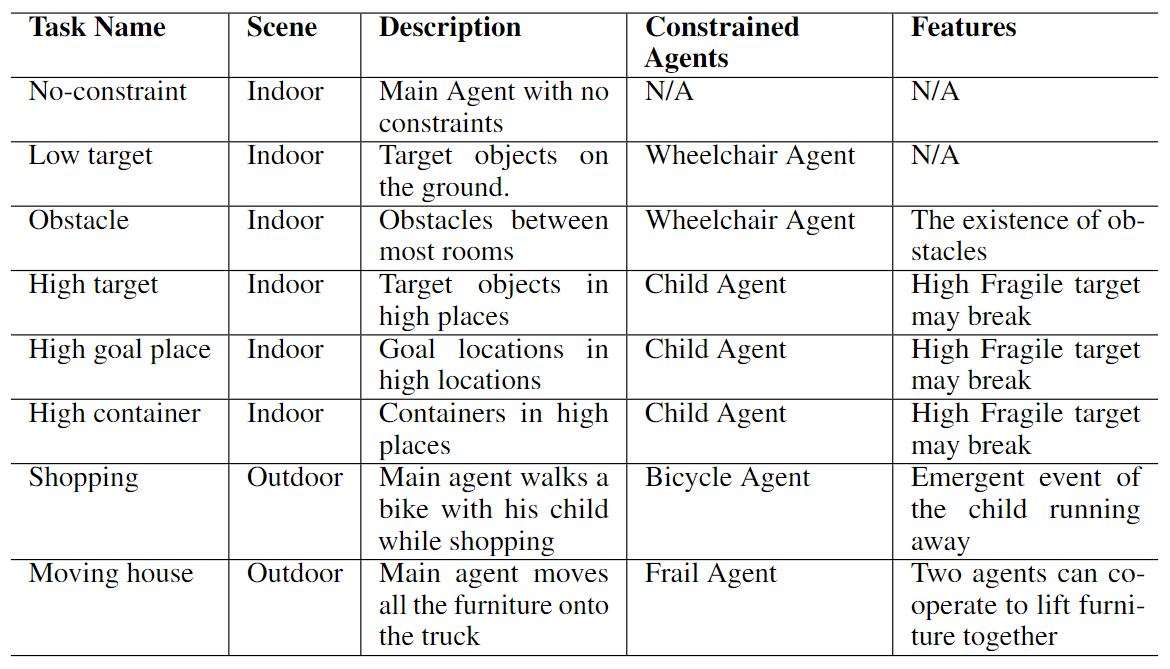 Task Name Scene Description Constrained Agents Features
No-constraint Indoor Main Agent with no constraints N/A N/A
Low target Indoor Target objects on the ground. Wheelchair Agent N/A
Obstacle Indoor Obstacles between most rooms Wheelchair Agent The existence of ob-stacles
High target Indoor Target objects in high places Child Agent High Fragile target may break
High goal place Indoor Goal locations in high locations Child Agent High Fragile target may break
High container Indoor Containers in high places Child Agent High Fragile target may break
Shopping Outdoor Main agent walks a bike with his child while shopping Bicycle Agent Emergent event of the child running away
Moving house Outdoor Main agent moves all the furniture onto the truck Frail Agent Two agents can co-operate to lift furni-ture together